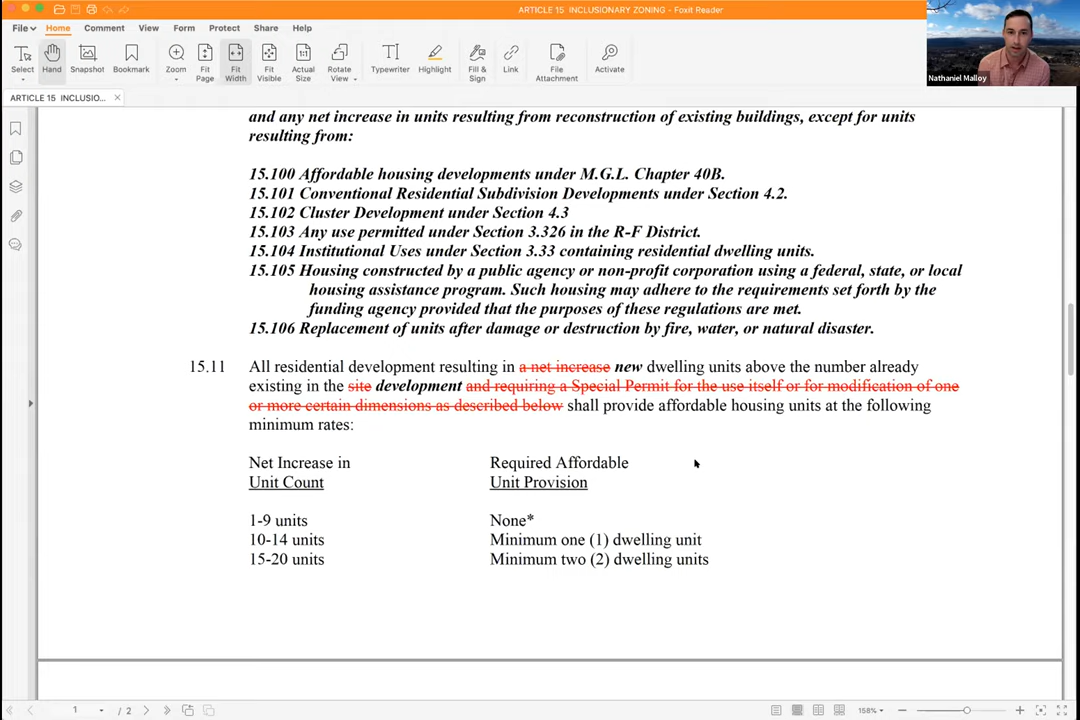 ARTICLE 15 INCLUSIONARY ZONING - Foxit Reader
File Home Comment View Form Protect Share Help
Select Hand Snapshot Bookmark Zoom Fit Page Fit Width Fit Visible Actual Size Rotate View Typewriter Highlight Fill & Sign Link File Attachment Activate
Nathaniel Malloy
ARTICLE 15 INCLUSIO... ×
and any net increase in units resulting from reconstruction of existing buildings, except for units
resulting from:
15.100 Affordable housing developments under M.G.L. Chapter 40B.
15.101 Conventional Residential Subdivision Developments under Section 4.2.
15.102 Cluster Development under Section 4.3
15.103 Any use permitted under Section 3.326 in the R-F District.
15.104 Institutional Uses under Section 3.33 containing residential dwelling units.
15.105 Housing constructed by a public agency or non-profit corporation using a federal, state, or local
housing assistance program. Such housing may adhere to the requirements set forth by the
funding agency provided that the purposes of these regulations are met.
15.106 Replacement of units after damage or destruction by fire, water, or natural disaster.
15.11 All residential development resulting in a net increase new dwelling units above the number already
existing in the site development and requiring a Special Permit for the use itself or for modification of one
or more certain dimensions as described below shall provide affordable housing units at the following
minimum rates:
Net Increase in Required Affordable
Unit Count Unit Provision
1-9 units None*
10-14 units Minimum one (1) dwelling unit
15-20 units Minimum two (2) dwelling units
1 / 2 158%